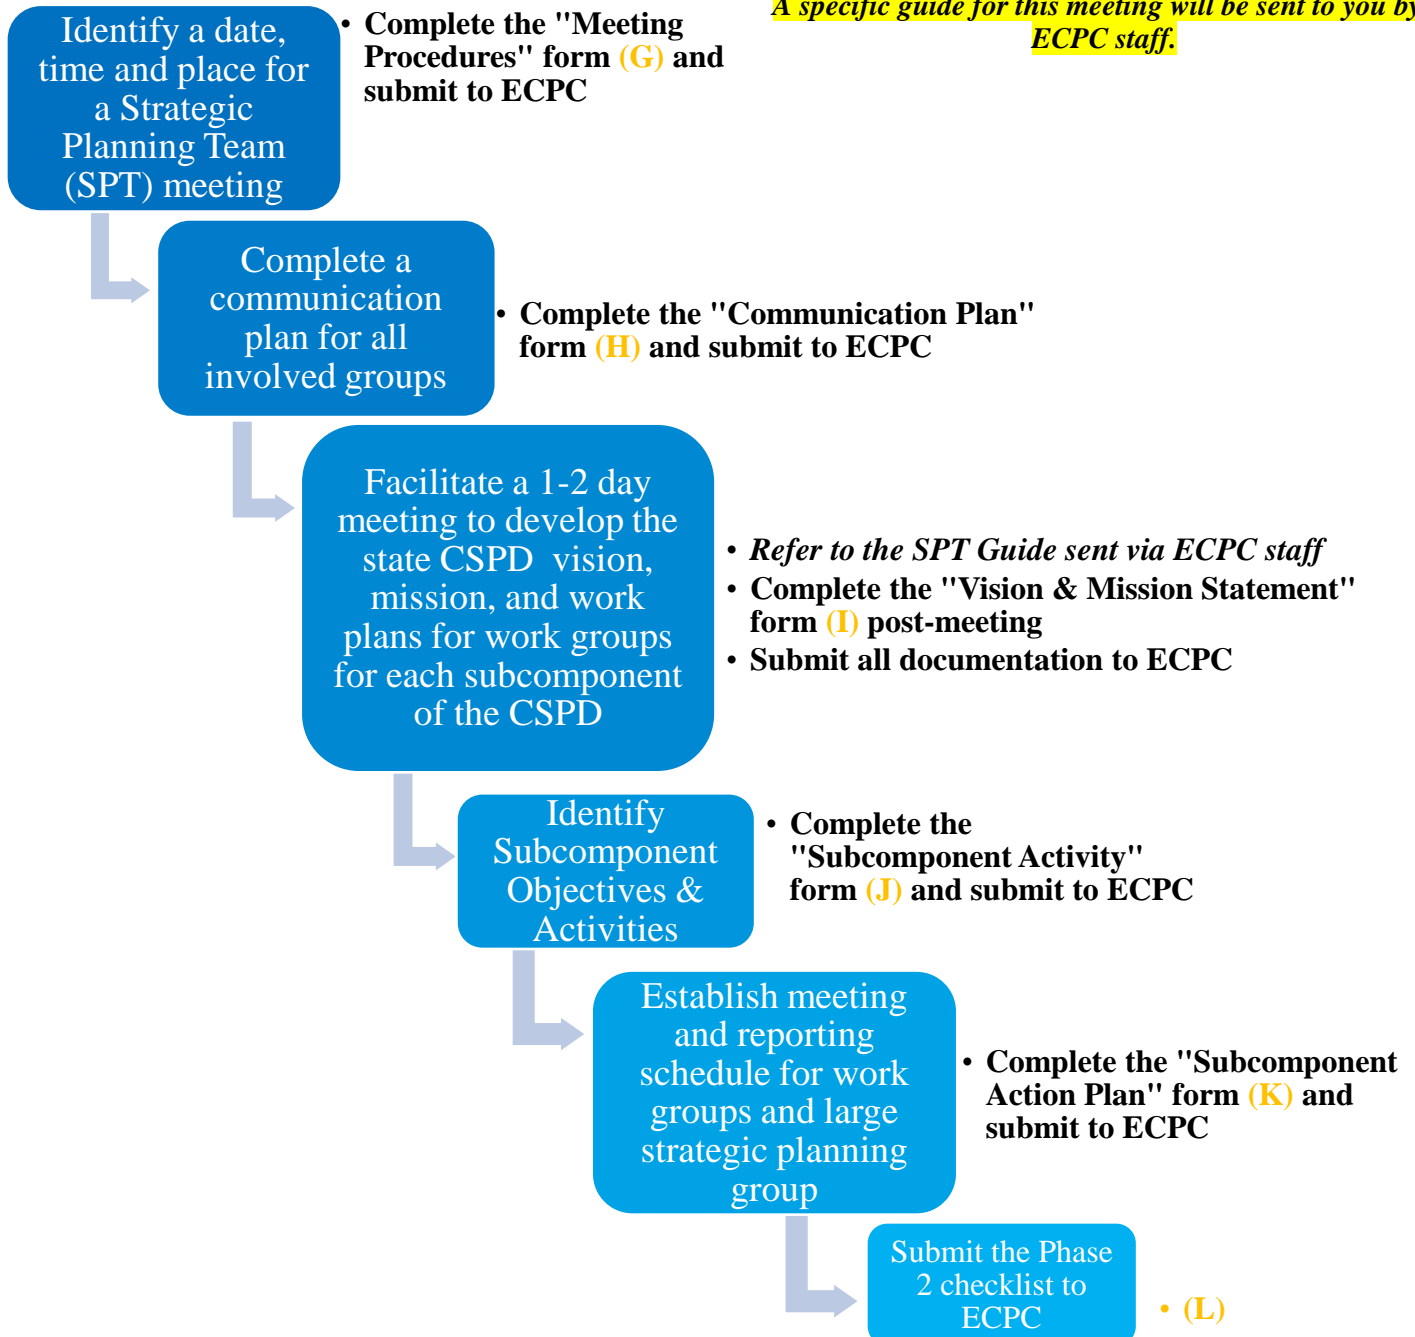 A specific guide for this meeting will be sent to you by
ECPC staff.
Identify a date,
time and place for
a Strategic
Planning Team
(SPT) meeting
• Complete the "Meeting
Procedures" form (G) and
submit to ECPC
Complete a
communication
plan for all
involved groups
• Complete the "Communication Plan"
form (H) and submit to ECPC
Facilitate a 1-2 day
meeting to develop the
state CSPD vision,
mission, and work
plans for work groups
for each subcomponent
of the CSPD
• Refer to the SPT Guide sent via ECPC staff
• Complete the "Vision & Mission Statement"
form (I) post-meeting
• Submit all documentation to ECPC
Identify
Subcomponent
Objectives &
Activities
• Complete the
"Subcomponent Activity"
form (J) and submit to ECPC
Establish meeting
and reporting
schedule for work
groups and large
strategic planning
group
• Complete the "Subcomponent
Action Plan" form (K) and
submit to ECPC
Submit the Phase
2 checklist to
ECPC
• (L)